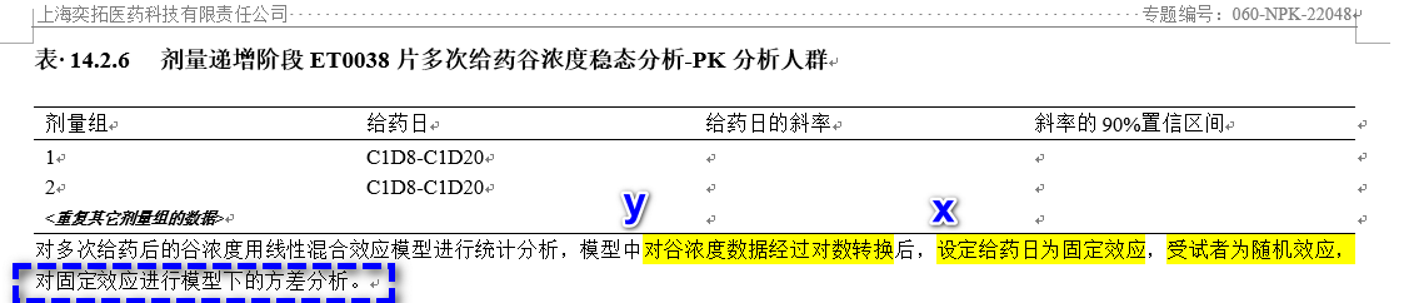 上海奕拓医药科技有限责任公司 专题编号：060-NPK-22048
表 14.2.6 剂量递增阶段 ET0038 片多次给药谷浓度稳态分析-PK 分析人群
剂量组 给药日 给药日的斜率 斜率的 90%置信区间
1 C1D8-C1D20
2 C1D8-C1D20
<重复其它剂量组的数据>
y x
对多次给药后的谷浓度用线性混合效应模型进行统计分析，模型中对谷浓度数据经过对数转换后，设定给药日为固定效应，受试者为随机效应，
对固定效应进行模型下的方差分析。